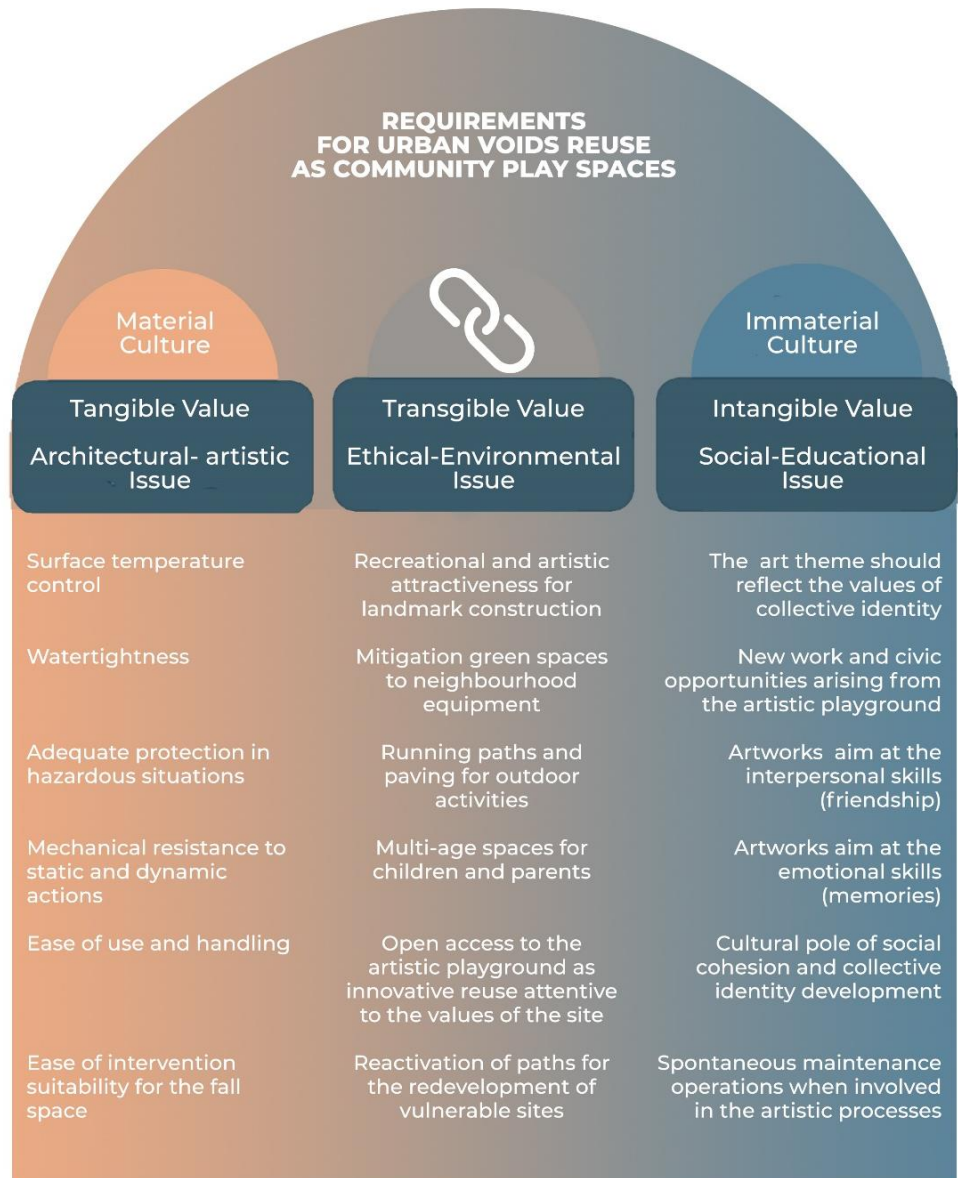 REQUIREMENTS
FOR URBAN VOIDS REUSE
AS COMMUNITY PLAY SPACES
Material
Culture
Immaterial
Culture
Tangible Value
Architectural- artistic
Issue
Transgible Value
Ethical-Environmental
Issue
Intangible Value
Social-Educational
Issue
Surface temperature
control
Watertightness
Adequate protection in
hazardous situations
Mechanical resistance to
static and dynamic
actions
Ease of use and handling
Ease of intervention
suitability for the fall
space
Recreational and artistic
attractiveness for
landmark construction
Mitigation green spaces
to neighbourhood
equipment
Running paths and
paving for outdoor
activities
Multi-age spaces for
children and parents
Open access to the
artistic playground as
innovative reuse attentive
to the values of the site
Reactivation of paths for
the redevelopment of
vulnerable sites
The art theme should
reflect the values of
collective identity
New work and civic
opportunities arising from
the artistic playground
Artworks aim at the
interpersonal skills
(friendship)
Artworks aim at the
emotional skills
(memories)
Cultural pole of social
cohesion and collective
identity development
Spontaneous maintenance
operations when involved
in the artistic processes